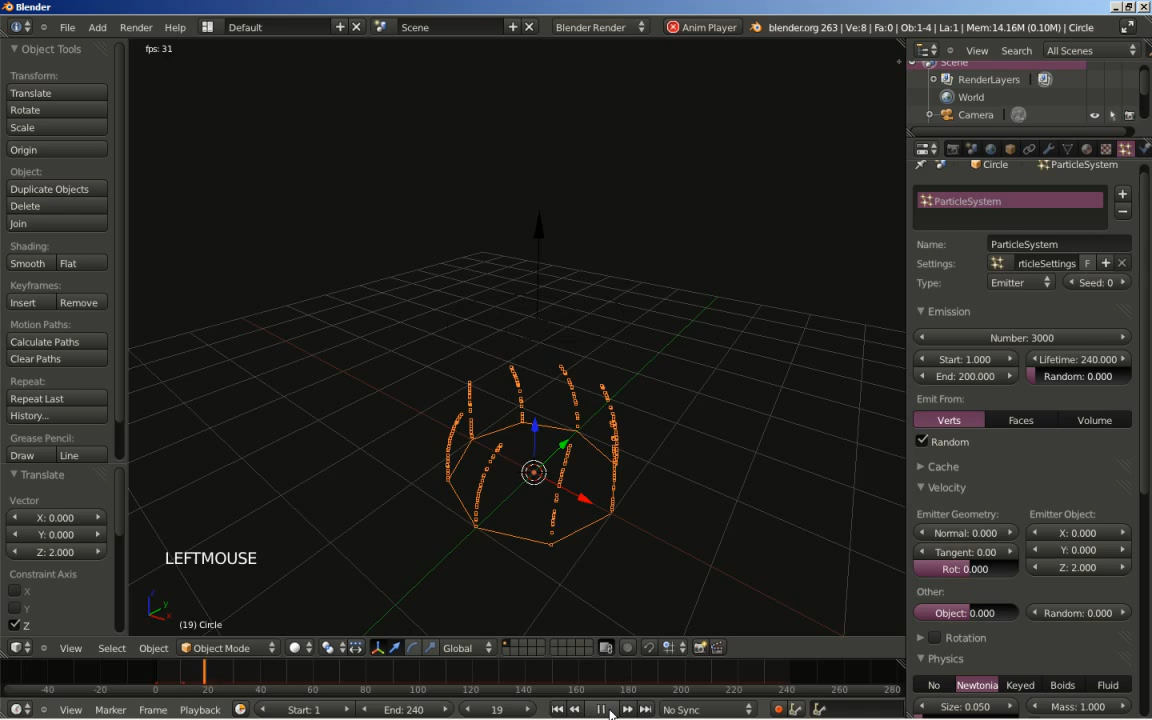 Blender
File Add Render Help Default Scene Blender Render Anim Player blender.org 263 | Ve:8 | Fa:0 | Ob:1-4 | La:1 | Mem:14.16M (0.10M) | Circle
Object Tools
Transform:
Translate
Rotate
Scale
Origin
Object:
Duplicate Objects
Delete
Join
Shading:
Smooth Flat
Keyframes:
Insert Remove
Motion Paths:
Calculate Paths
Clear Paths
Repeat:
Repeat Last
History...
Grease Pencil:
Draw Line
Translate
Vector
X: 0.000
Y: 0.000
Z: 2.000
Constraint Axis
X
Y
Z
fps: 31
LEFTMOUSE
(19) Circle
View Search All Scenes
Scene
RenderLayers
World
Camera
Circle ParticleSystem
ParticleSystem
Name: ParticleSystem
Settings: rticleSettings F
Type: Emitter Seed: 0
Emission
Number: 3000
Start: 1.000 Lifetime: 240.000
End: 200.000 Random: 0.000
Emit From:
Verts Faces Volume
Random
Cache
Velocity
Emitter Geometry: Emitter Object:
Normal: 0.000 X: 0.000
Tangent: 0.00 Y: 0.000
Rot: 0.000 Z: 2.000
Other:
Object: 0.000 Random: 0.000
Rotation
Physics
No Newtonia Keyed Boids Fluid
Size: 0.050 Mass: 1.000
View Select Object Object Mode Global
-40 -20 0 20 40 60 80 100 120 140 160 180 200 220 240 260 280
View Marker Frame Playback Start: 1 End: 240 19 No Sync